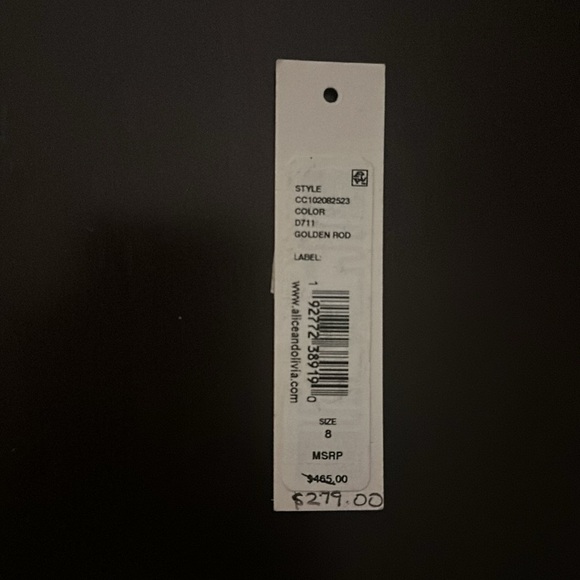 STYLE
CC102082523
COLOR
D711
GOLDEN ROD
LABEL:
1 92772 38919 0
www.aliceandolivia.com
SIZE
8
MSRP
$465.00
$279.00